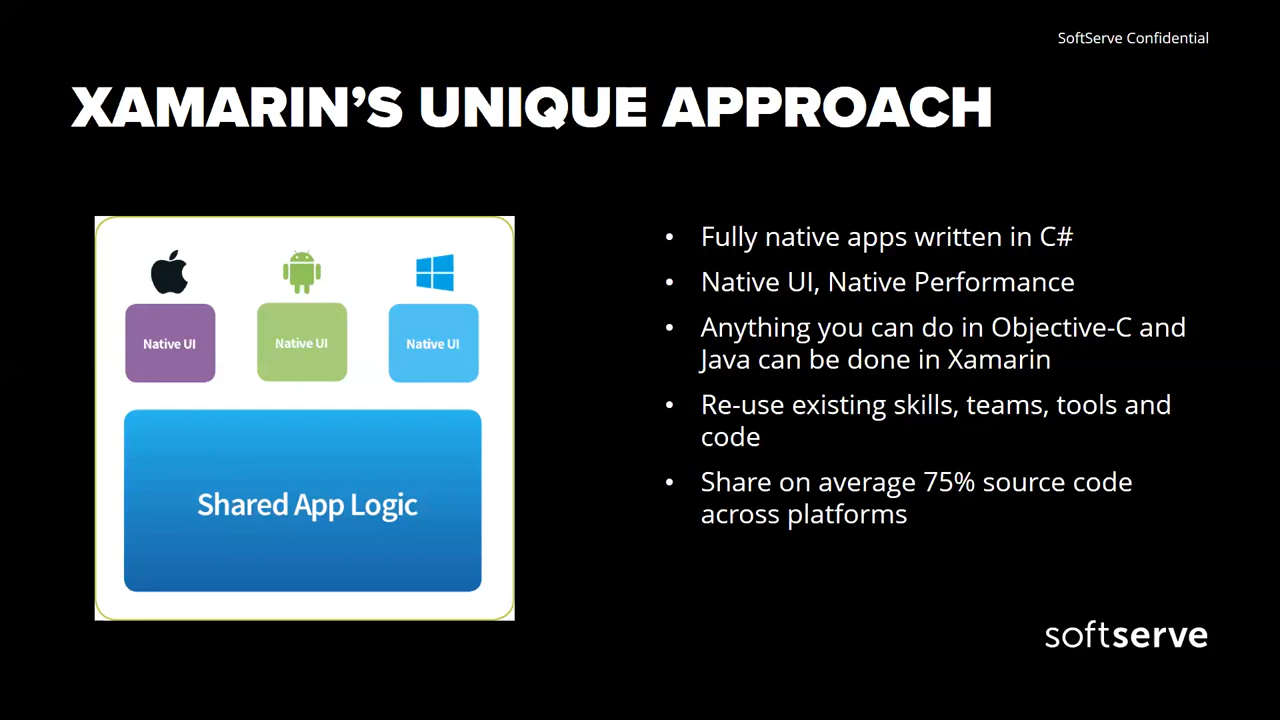 SoftServe Confidential
XAMARIN’S UNIQUE APPROACH
Native UI
Native UI
Native UI
Shared App Logic
• Fully native apps written in C#
• Native UI, Native Performance
• Anything you can do in Objective-C and
Java can be done in Xamarin
• Re-use existing skills, teams, tools and
code
• Share on average 75% source code
across platforms
softserve